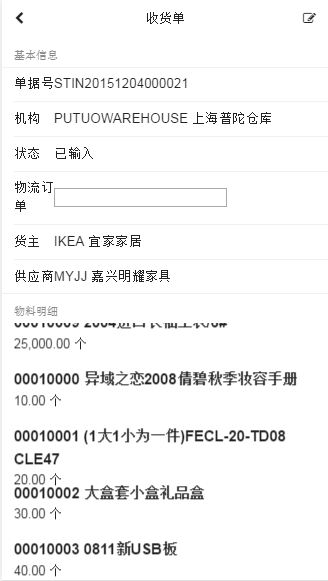 收货单
基本信息
单据号STIN20151204000021
机构 PUTUOWAREHOUSE 上海普陀仓库
状态 已输入
物流订
单
货主 IKEA 宜家家居
供应商MYJJ 嘉兴明耀家具
物料明细
25,000.00 个
00010000 异域之恋2008倩碧秋季妆容手册
10.00 个
00010001 (1大1小为一件)FECL-20-TD08
CLE47
20.00 个
00010002 大盒套小盒礼品盒
30.00 个
00010003 0811新USB板
40.00 个